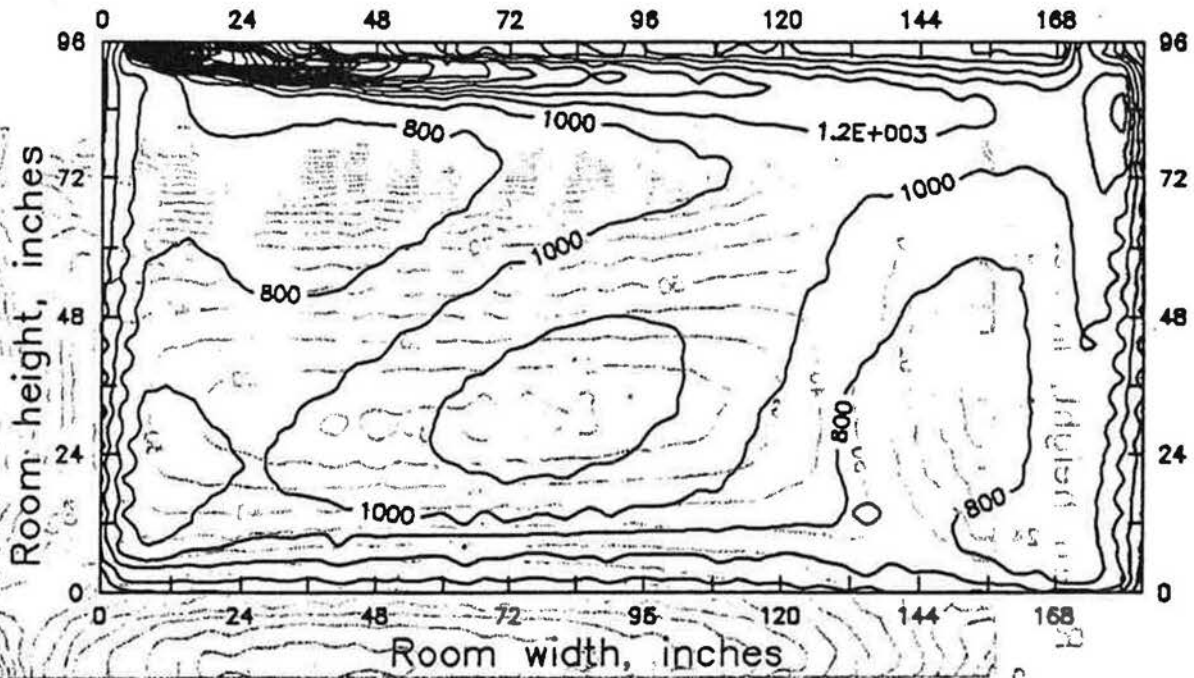 0 24 48 72 96 120 144 168
96 96
800 1000 1.2E+003
72 1000 72
1000
800
48 48
Room height, inches
800
24 24
1000 800
0 0
0 24 48 72 96 120 144 168
Room width, inches